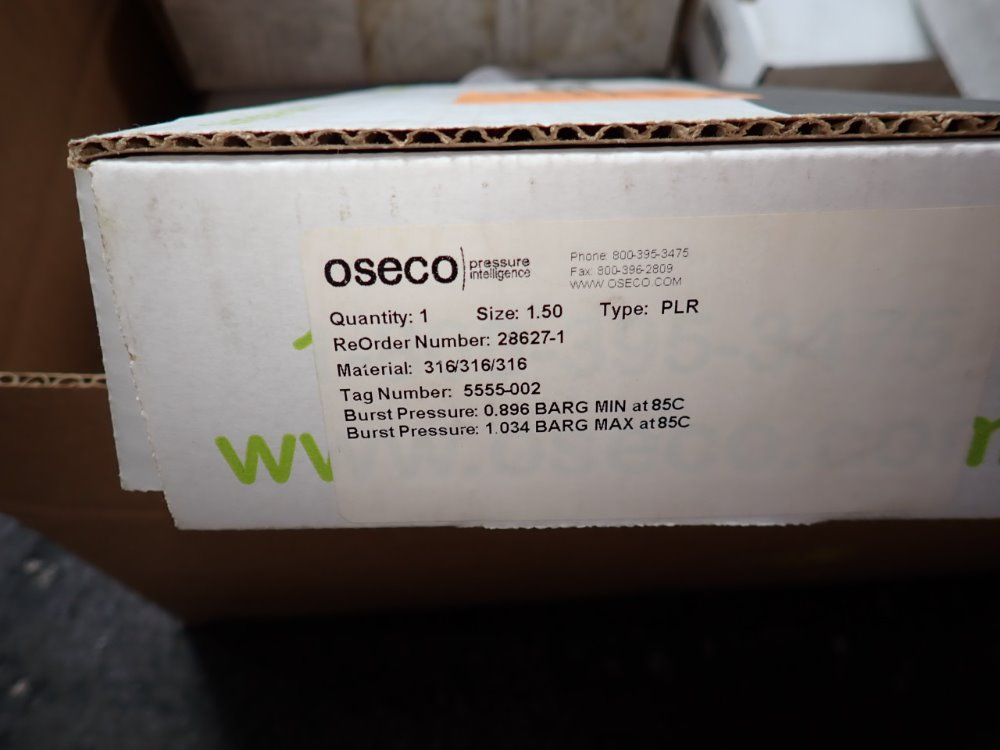 oseco pressure intelligence
Phone: 800-395-3475
Fax: 800-396-2809
WWW.OSECO.COM
Quantity: 1 Size: 1.50 Type: PLR
ReOrder Number: 28627-1
Material: 316/316/316
Tag Number: 5555-002
Burst Pressure: 0.896 BARG MIN at 85C
Burst Pressure: 1.034 BARG MAX at 85C